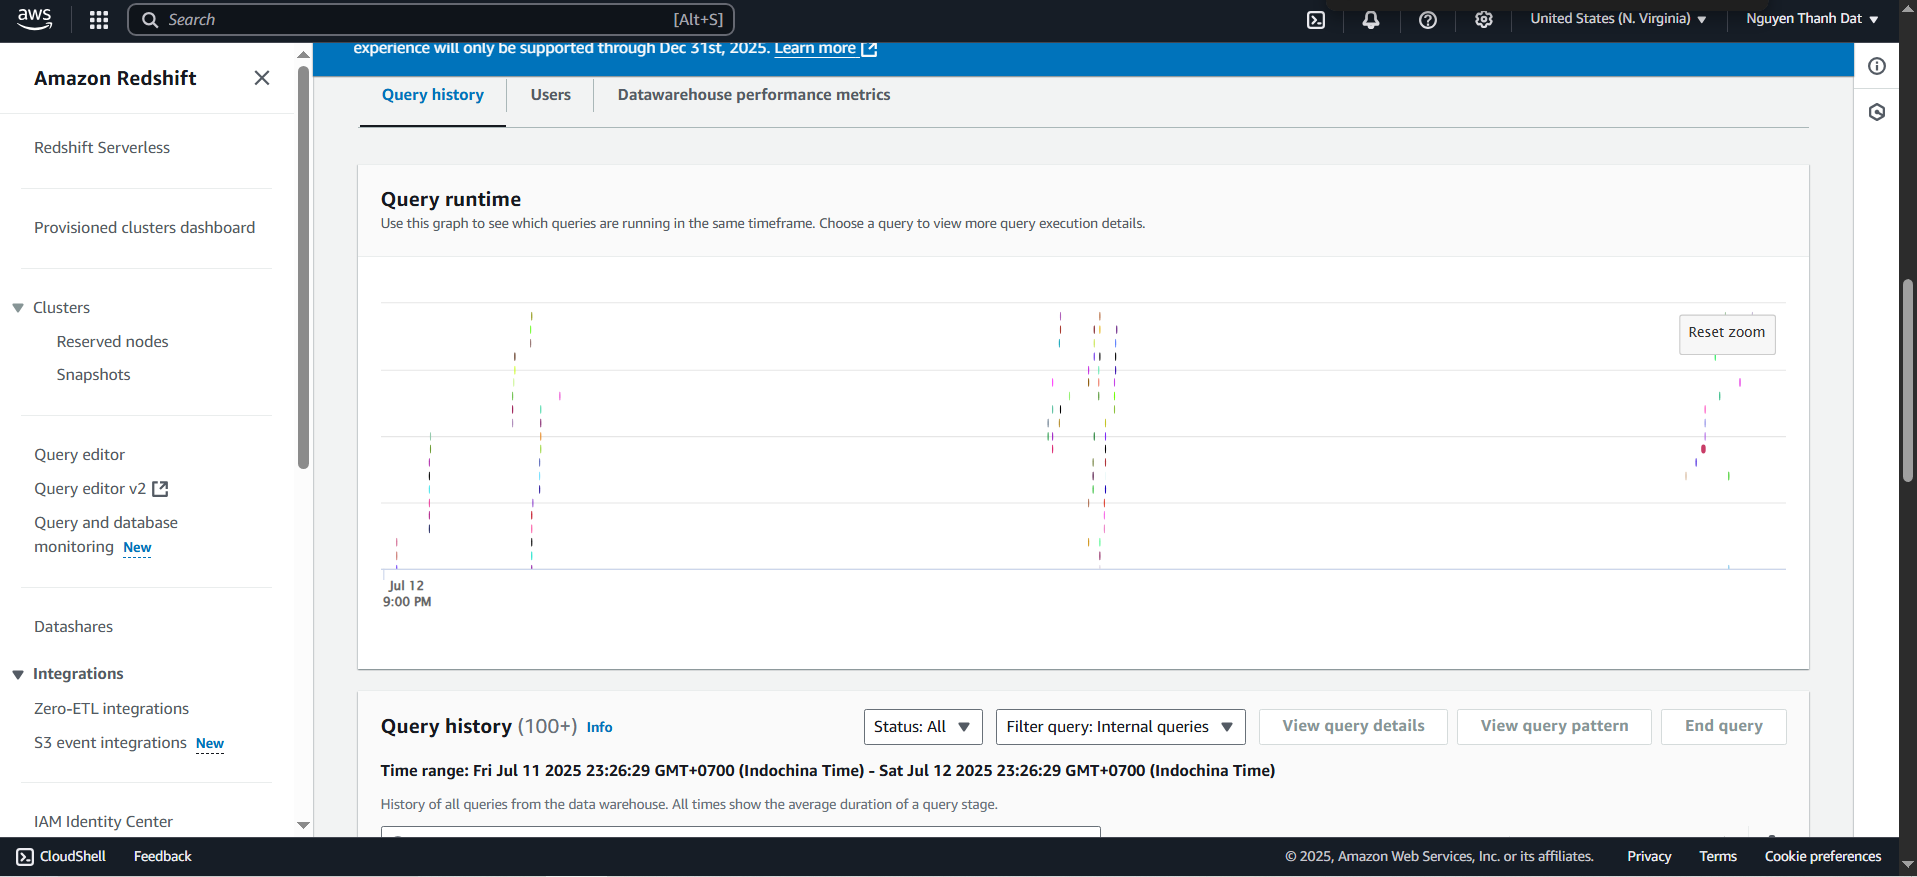 aws
Search [Alt+S]
United States (N. Virginia)
Nguyen Thanh Dat
Amazon Redshift
Redshift Serverless
Provisioned clusters dashboard
Clusters
Reserved nodes
Snapshots
Query editor
Query editor v2
Query and database
monitoring New
Datashares
Integrations
Zero-ETL integrations
S3 event integrations New
IAM Identity Center
experience will only be supported through Dec 31st, 2025. Learn more
Query history
Users
Datawarehouse performance metrics
Query runtime
Use this graph to see which queries are running in the same timeframe. Choose a query to view more query execution details.
Reset zoom
Jul 12
9:00 PM
Query history (100+) Info
Status: All
Filter query: Internal queries
View query details
View query pattern
End query
Time range: Fri Jul 11 2025 23:26:29 GMT+0700 (Indochina Time) - Sat Jul 12 2025 23:26:29 GMT+0700 (Indochina Time)
History of all queries from the data warehouse. All times show the average duration of a query stage.
CloudShell
Feedback
© 2025, Amazon Web Services, Inc. or its affiliates.
Privacy
Terms
Cookie preferences